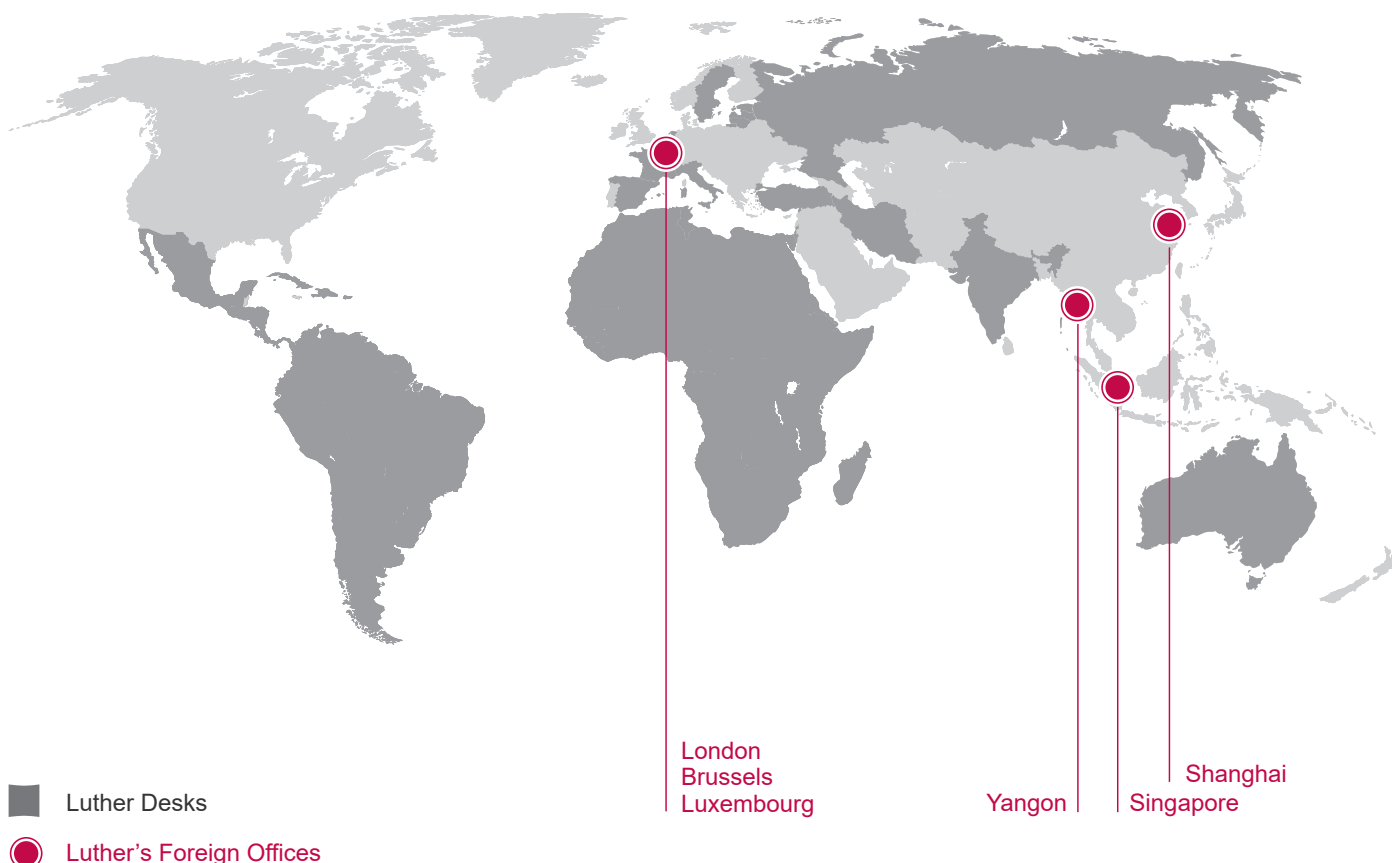 London
Brussels
Luxembourg
Shanghai
Yangon
Singapore
Luther Desks
Luther’s Foreign Offices